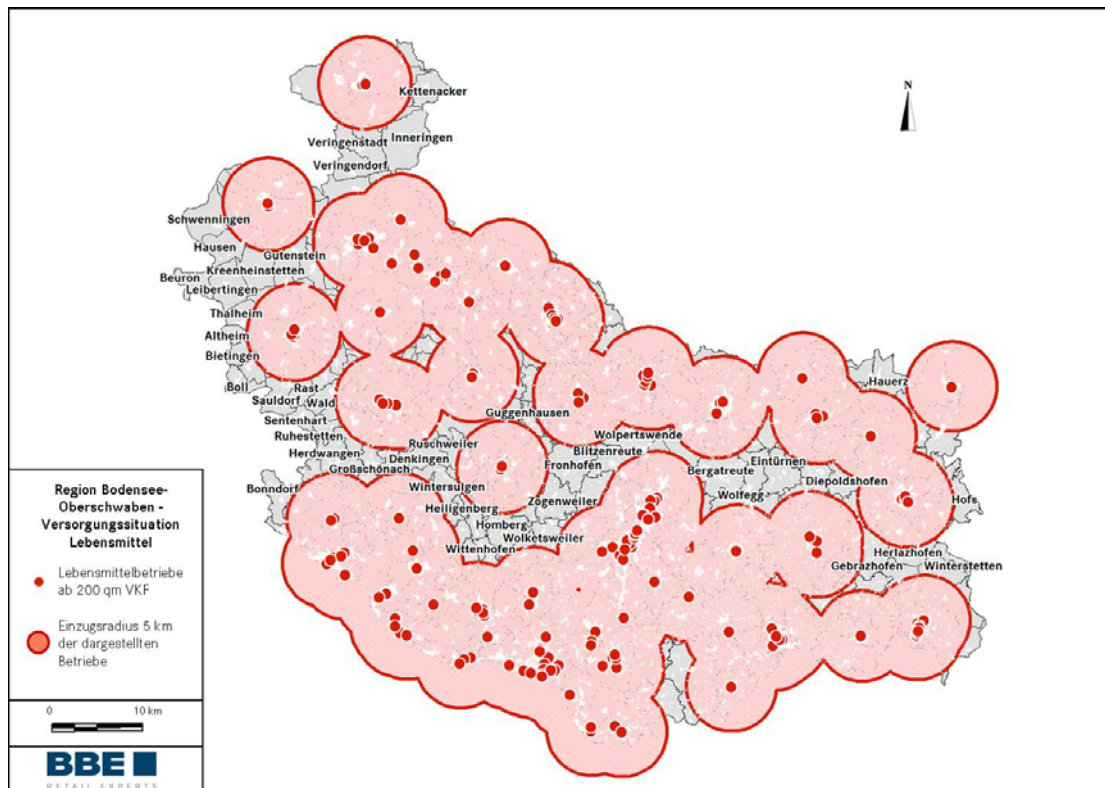 Kettenacker
N
Inneringen
Veringenstadt
Veringendorf
Schwenningen
Hausen
Gutenstein
Beuron
Kreenheinstetten
Leibertingen
Thalheim
Altheim
Bietingen
Boll
Rast
Sauldorf
Wald
Sentenhart
Ruhestetten
Herdwangen
Großschönach
Ruschweiler
Denkingen
Wintersulgen
Guggenhausen
Hauerz
Wolpertswende
Blitzenreute
Fronhofen
Bergatreute
Eintürnen
Diepoldshofen
Wolfegg
Zogenweiler
Hofs
Bonndorf
Heiligenberg
Homberg
Wolketsweiler
Wittenhofen
Herlazhofen
Gebrazhofen
Winterstetten
Region Bodensee-
Oberschwaben -
Versorgungssituation
Lebensmittel
Lebensmittelbetriebe
ab 200 qm VKF
Einzugsradius 5 km
der dargestellten
Betriebe
0 10 km
BBE
RETAIL EXPERTS